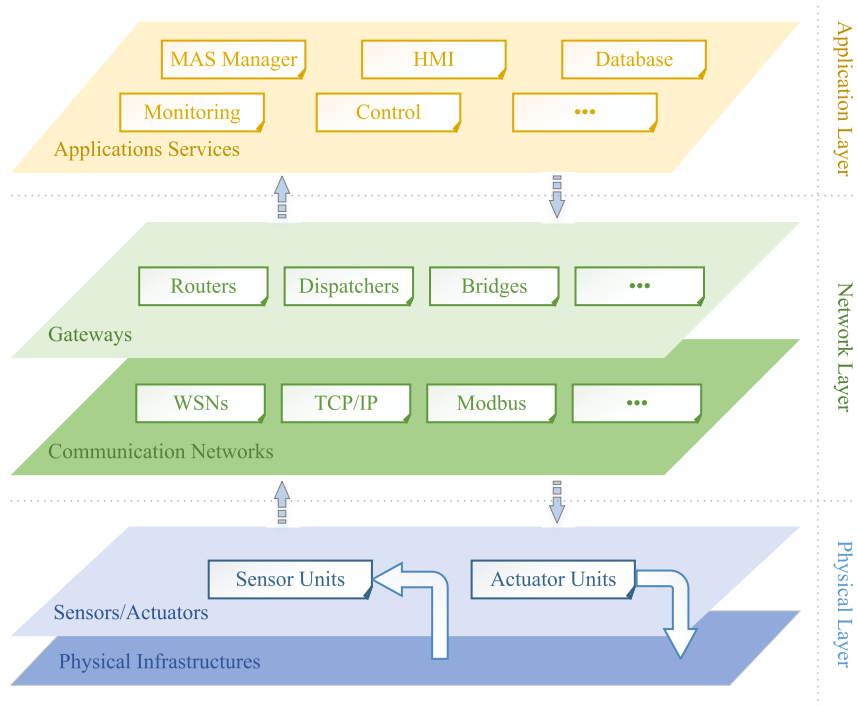 MAS Manager
HMI
Database
Monitoring
Control
•••
Applications Services
Application Layer
Routers
Dispatchers
Bridges
•••
Gateways
WSNs
TCP/IP
Modbus
•••
Communication Networks
Network Layer
Sensor Units
Actuator Units
Sensors/Actuators
Physical Infrastructures
Physical Layer